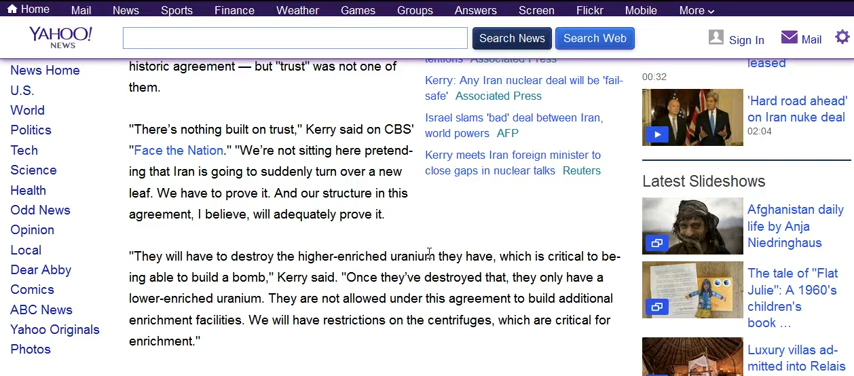 Home Mail News Sports Finance Weather Games Groups Answers Screen Flickr Mobile More
YAHOO!
NEWS
Search News
Search Web
Sign In
Mail
News Home
U.S.
World
Politics
Tech
Science
Health
Odd News
Opinion
Local
Dear Abby
Comics
ABC News
Yahoo Originals
Photos
historic agreement — but "trust" was not one of
them.
"There's nothing built on trust," Kerry said on CBS'
"Face the Nation." "We're not sitting here pretend-
ing that Iran is going to suddenly turn over a new
leaf. We have to prove it. And our structure in this
agreement, I believe, will adequately prove it.
"They will have to destroy the higher-enriched uranium they have, which is critical to be-
ing able to build a bomb," Kerry said. "Once they've destroyed that, they only have a
lower-enriched uranium. They are not allowed under this agreement to build additional
enrichment facilities. We will have restrictions on the centrifuges, which are critical for
enrichment."
tentions Associated Press
Kerry: Any Iran nuclear deal will be 'fail-
safe' Associated Press
Israel slams 'bad' deal between Iran,
world powers AFP
Kerry meets Iran foreign minister to
close gaps in nuclear talks Reuters
leased
00:32
'Hard road ahead'
on Iran nuke deal
02:04
Latest Slideshows
Afghanistan daily
life by Anja
Niedringhaus
The tale of "Flat
Julie": A 1960's
children's
book ...
Luxury villas ad-
mitted into Relais